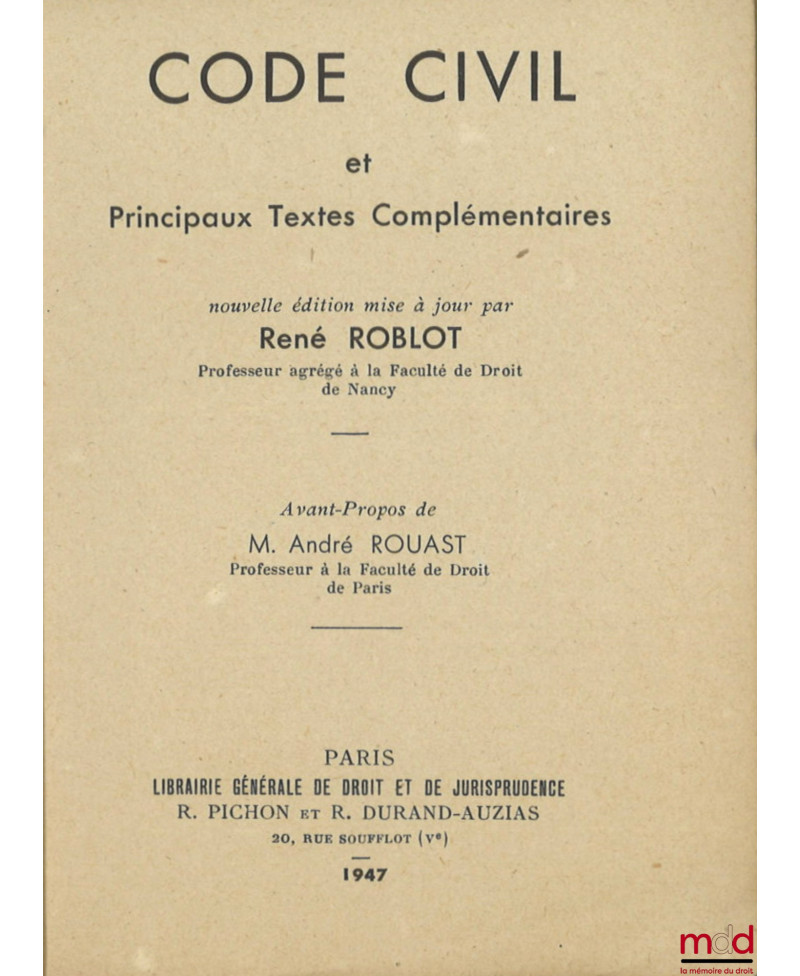 CODE CIVIL
et
Principaux Textes Complémentaires
nouvelle édition mise à jour par
René ROBLOT
Professeur agrégé à la Faculté de Droit
de Nancy
Avant-Propos de
M. André ROUAST
Professeur à la Faculté de Droit
de Paris
PARIS
LIBRAIRIE GÉNÉRALE DE DROIT ET DE JURISPRUDENCE
R. PICHON ET R. DURAND-AUZIAS
20, RUE SOUFFLOT (Ve)
1947
mdd
la mémoire du droit